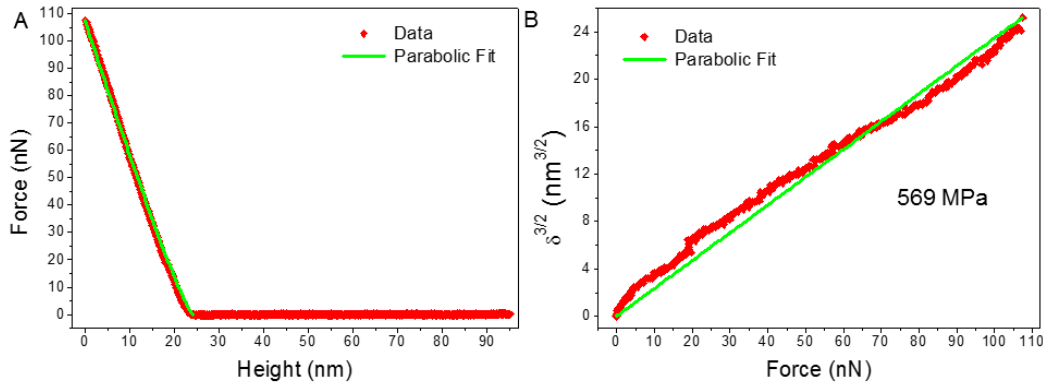 A
110
100
90
80
70
60
50
40
30
20
10
0
Force (nN)
Data
Parabolic Fit
0 10 20 30 40 50 60 70 80 90
Height (nm)
B
24
20
16
12
8
4
0
δ3/2 (nm3/2)
Data
Parabolic Fit
569 MPa
0 10 20 30 40 50 60 70 80 90 100 110
Force (nN)